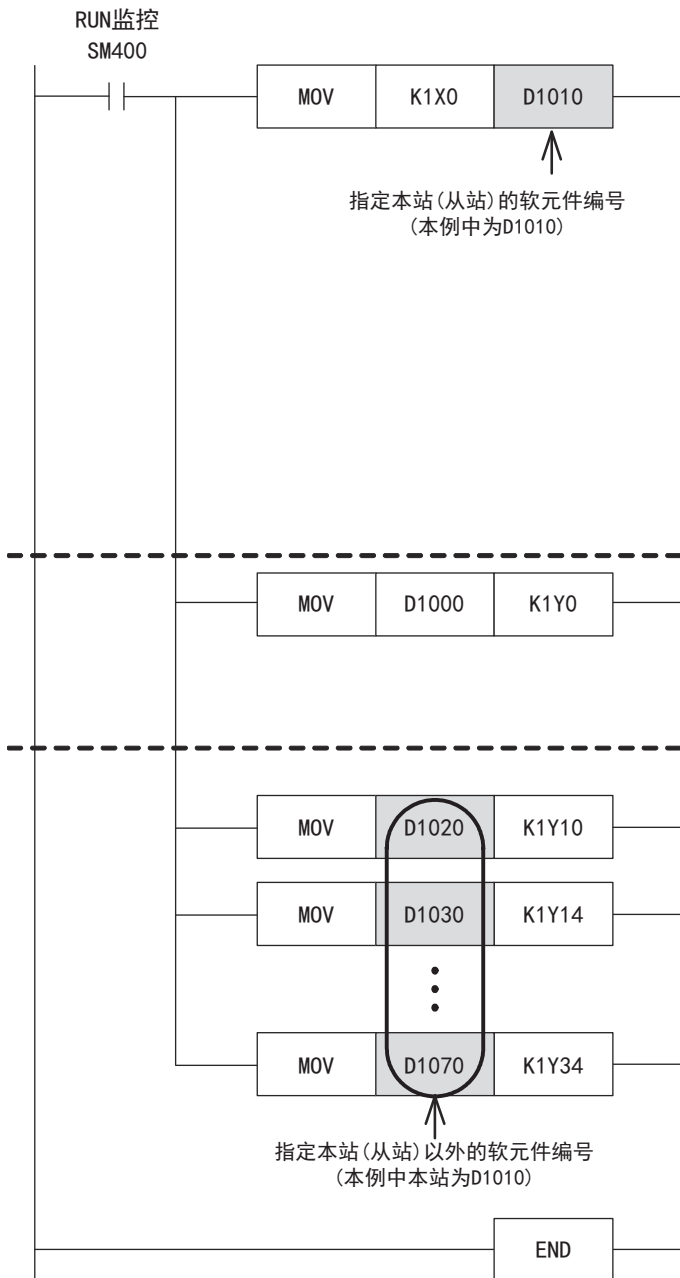 RUN监控
SM400
MOV K1X0 D1010
指定本站(从站)的软元件编号
(本例中为D1010)
MOV D1000 K1Y0
MOV D1020 K1Y10
MOV D1030 K1Y14
MOV D1070 K1Y34
指定本站(从站)以外的软元件编号
(本例中本站为D1010)
END